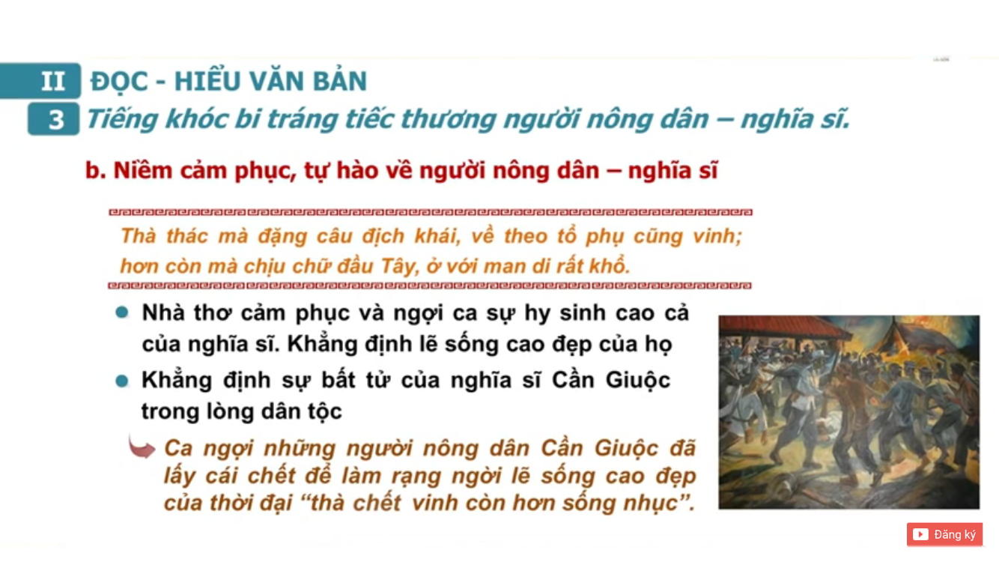 II ĐỌC - HIỂU VĂN BẢN
3 Tiếng khóc bi tráng tiếc thương người nông dân – nghĩa sĩ.
b. Niềm cảm phục, tự hào về người nông dân – nghĩa sĩ
Thà thác mà đặng câu địch khái, về theo tổ phụ cũng vinh;
hơn còn mà chịu chữ đầu Tây, ở với man di rất khổ.
Nhà thơ cảm phục và ngợi ca sự hy sinh cao cả
của nghĩa sĩ. Khẳng định lẽ sống cao đẹp của họ
Khẳng định sự bất tử của nghĩa sĩ Cần Giuộc
trong lòng dân tộc
Ca ngợi những người nông dân Cần Giuộc đã
lấy cái chết để làm rạng ngời lẽ sống cao đẹp
của thời đại “thà chết vinh còn hơn sống nhục”.
Đăng ký